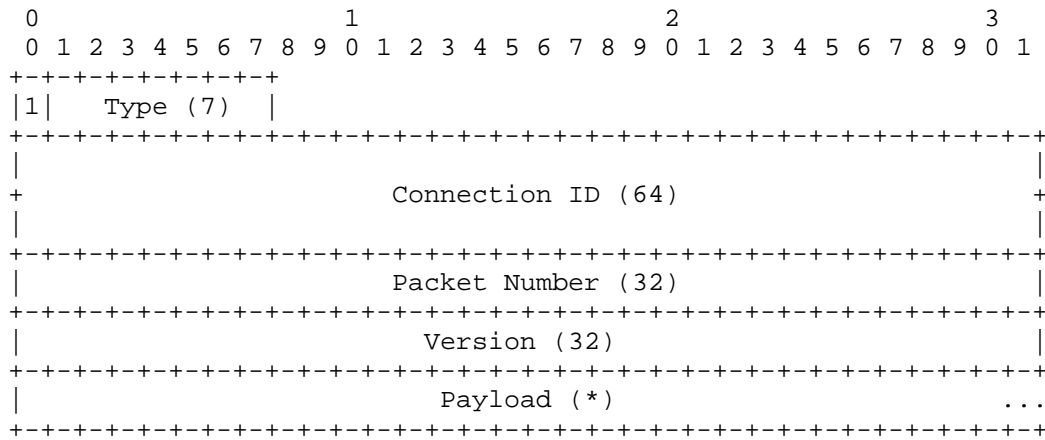 0                   1                   2                   3
 0 1 2 3 4 5 6 7 8 9 0 1 2 3 4 5 6 7 8 9 0 1 2 3 4 5 6 7 8 9 0 1
+-+-+-+-+-+-+-+-+
|1|   Type (7)  |
+-+-+-+-+-+-+-+-+-+-+-+-+-+-+-+-+-+-+-+-+-+-+-+-+-+-+-+-+-+-+-+-+
|                                                               |
+                       Connection ID (64)                      +
|                                                               |
+-+-+-+-+-+-+-+-+-+-+-+-+-+-+-+-+-+-+-+-+-+-+-+-+-+-+-+-+-+-+-+-+
|                       Packet Number (32)                      |
+-+-+-+-+-+-+-+-+-+-+-+-+-+-+-+-+-+-+-+-+-+-+-+-+-+-+-+-+-+-+-+-+
|                         Version (32)                          |
+-+-+-+-+-+-+-+-+-+-+-+-+-+-+-+-+-+-+-+-+-+-+-+-+-+-+-+-+-+-+-+-+
|                          Payload (*)                        ...
+-+-+-+-+-+-+-+-+-+-+-+-+-+-+-+-+-+-+-+-+-+-+-+-+-+-+-+-+-+-+-+-+